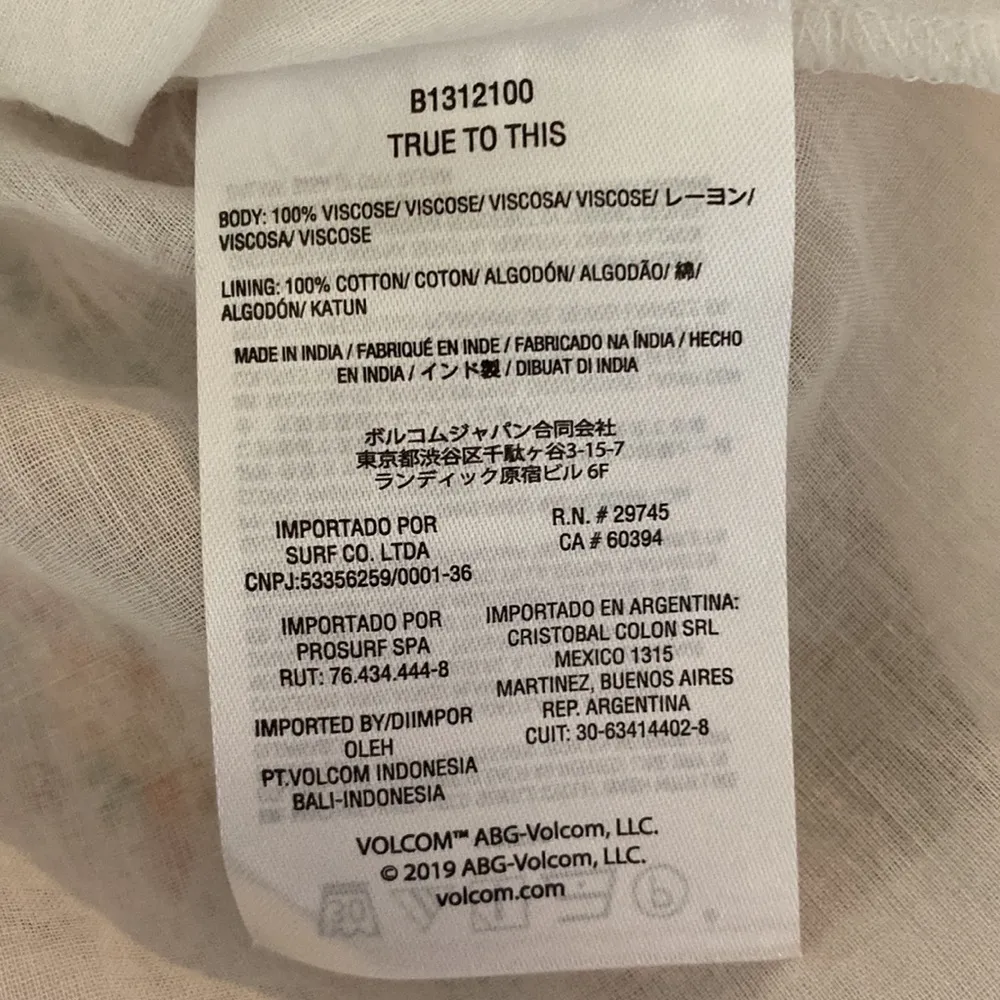 B1312100
TRUE TO THIS
BODY: 100% VISCOSE/ VISCOSE/ VISCOSA/ VISCOSE/ レーヨン/
VISCOSA/ VISCOSE
LINING: 100% COTTON/ COTON/ ALGODÓN/ ALGODÃO/ 綿/
ALGODÓN/ KATUN
MADE IN INDIA / FABRIQUÉ EN INDE / FABRICADO NA ÍNDIA / HECHO
EN INDIA / インド製 / DIBUAT DI INDIA
ボルコムジャパン合同会社
東京都渋谷区千駄ヶ谷3-15-7
ランディック原宿ビル 6F
IMPORTADO POR
SURF CO. LTDA
CNPJ:53356259/0001-36
R.N. # 29745
CA # 60394
IMPORTADO POR
PROSURF SPA
RUT: 76.434.444-8
IMPORTADO EN ARGENTINA:
CRISTOBAL COLON SRL
MEXICO 1315
MARTINEZ, BUENOS AIRES
REP. ARGENTINA
CUIT: 30-63414402-8
IMPORTED BY/DIIMPOR
OLEH
PT.VOLCOM INDONESIA
BALI-INDONESIA
VOLCOM™ ABG-Volcom, LLC.
© 2019 ABG-Volcom, LLC.
volcom.com